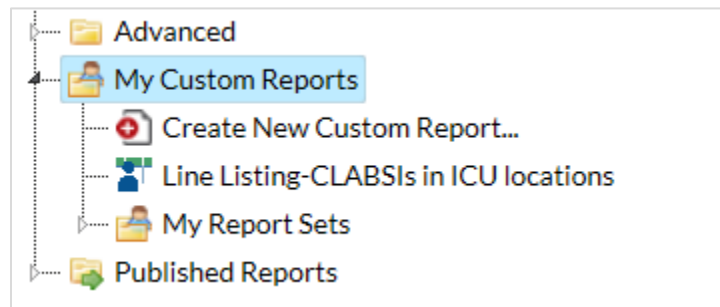 Advanced
My Custom Reports
Create New Custom Report...
Line Listing-CLABSIs in ICU locations
My Report Sets
Published Reports